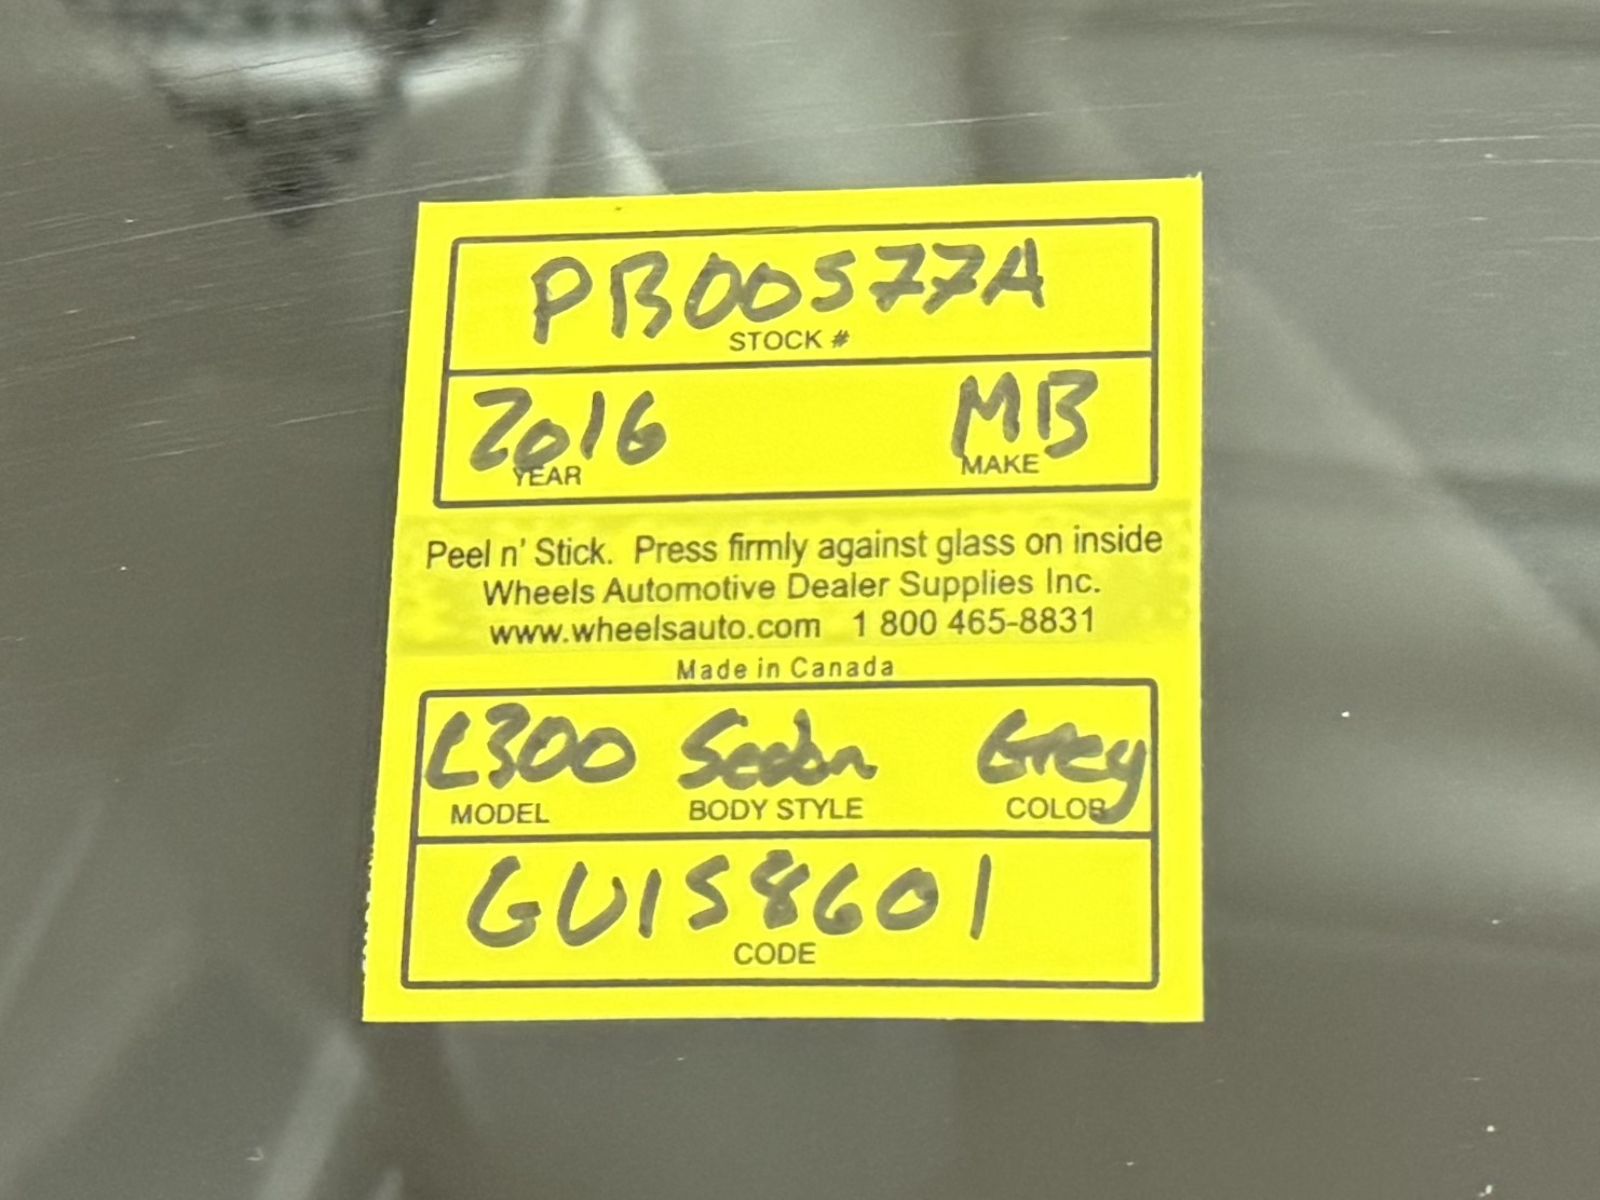 PB00577A
STOCK #
2016 MB
YEAR MAKE
Peel n' Stick. Press firmly against glass on inside
Wheels Automotive Dealer Supplies Inc.
www.wheelsauto.com 1 800 465-8831
Made in Canada
C300 Sedan Grey
MODEL BODY STYLE COLOR
GU158601
CODE